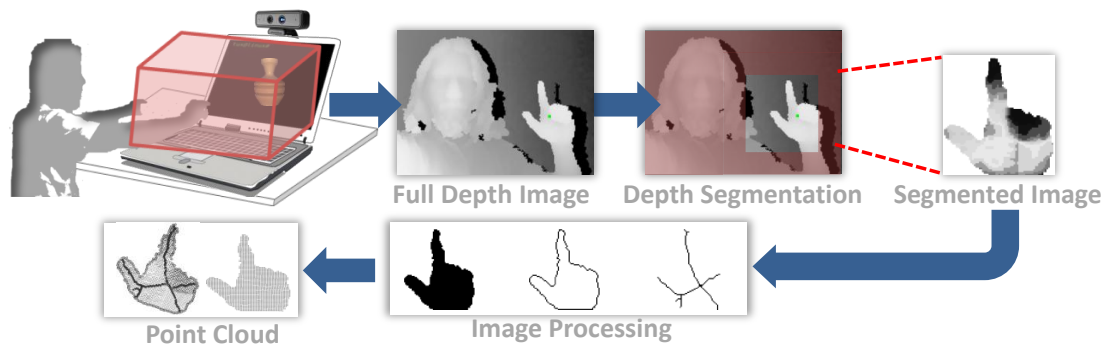 Full Depth Image
Depth Segmentation
Segmented Image
Point Cloud
Image Processing